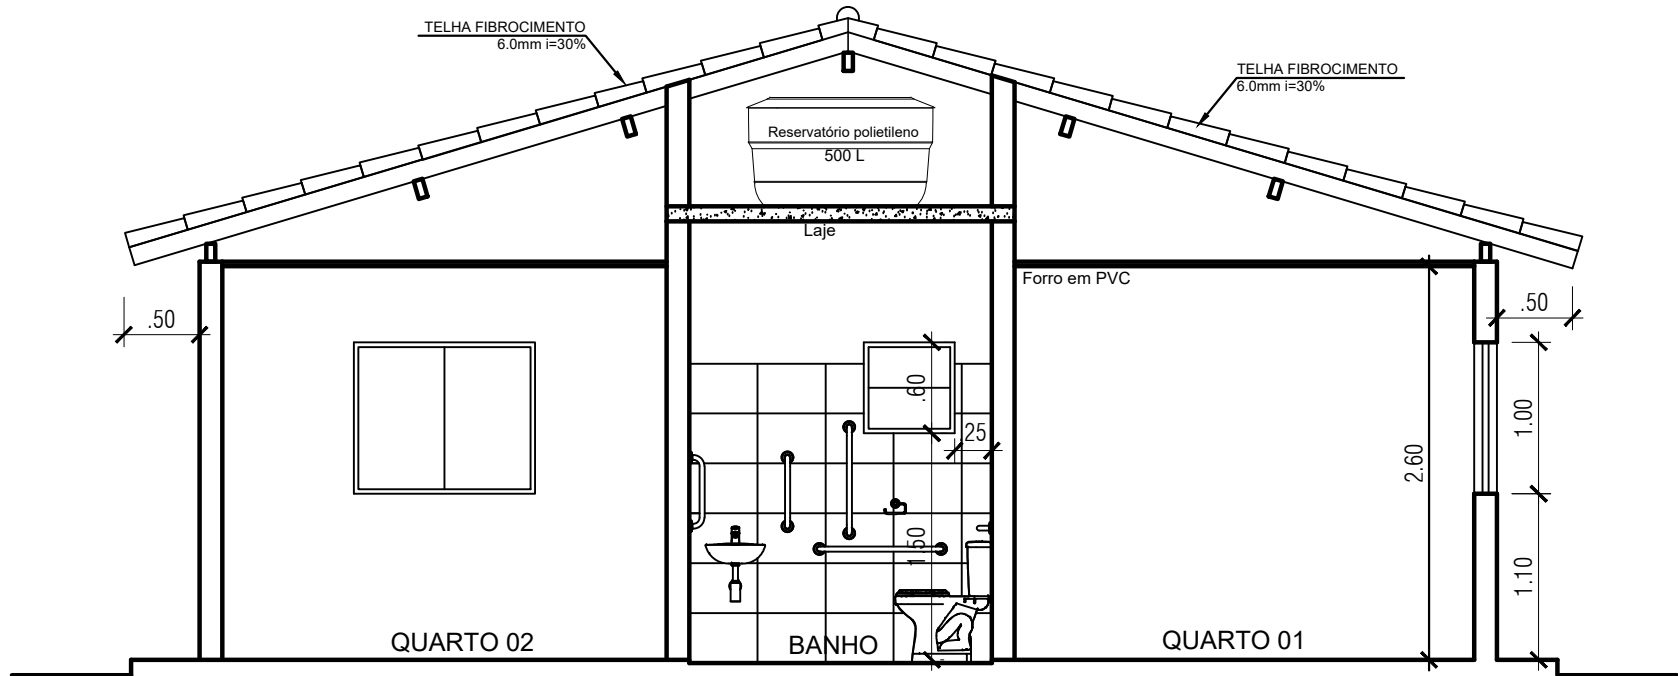 TELHA FIBROCIMENTO
6.0mm i=30%
TELHA FIBROCIMENTO
6.0mm i=30%
Reservatório polietileno
500 L
Laje
Forro em PVC
.50
.50
.60
.25
1.00
2.60
1.50
1.10
QUARTO 02
BANHO
QUARTO 01